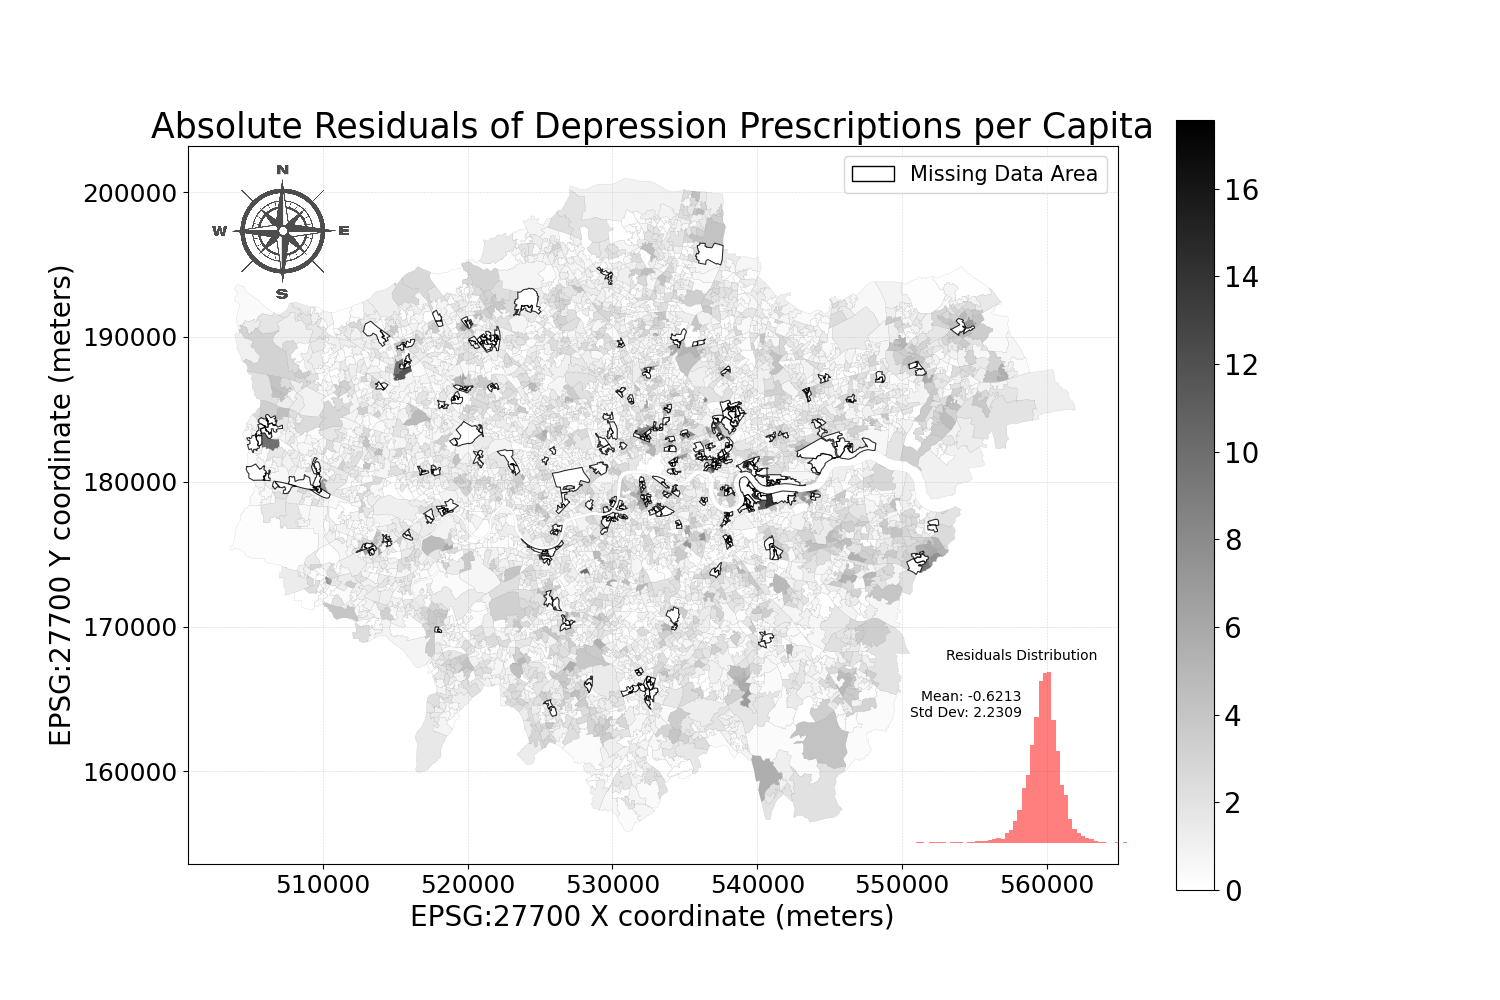 Absolute Residuals of Depression Prescriptions per Capita
N
W
E
S
Missing Data Area
200000
190000
180000
170000
160000
EPSG:27700 Y coordinate (meters)
Residuals Distribution
Mean: -0.6213
Std Dev: 2.2309
510000
520000
530000
540000
550000
560000
EPSG:27700 X coordinate (meters)
16
14
12
10
8
6
4
2
0